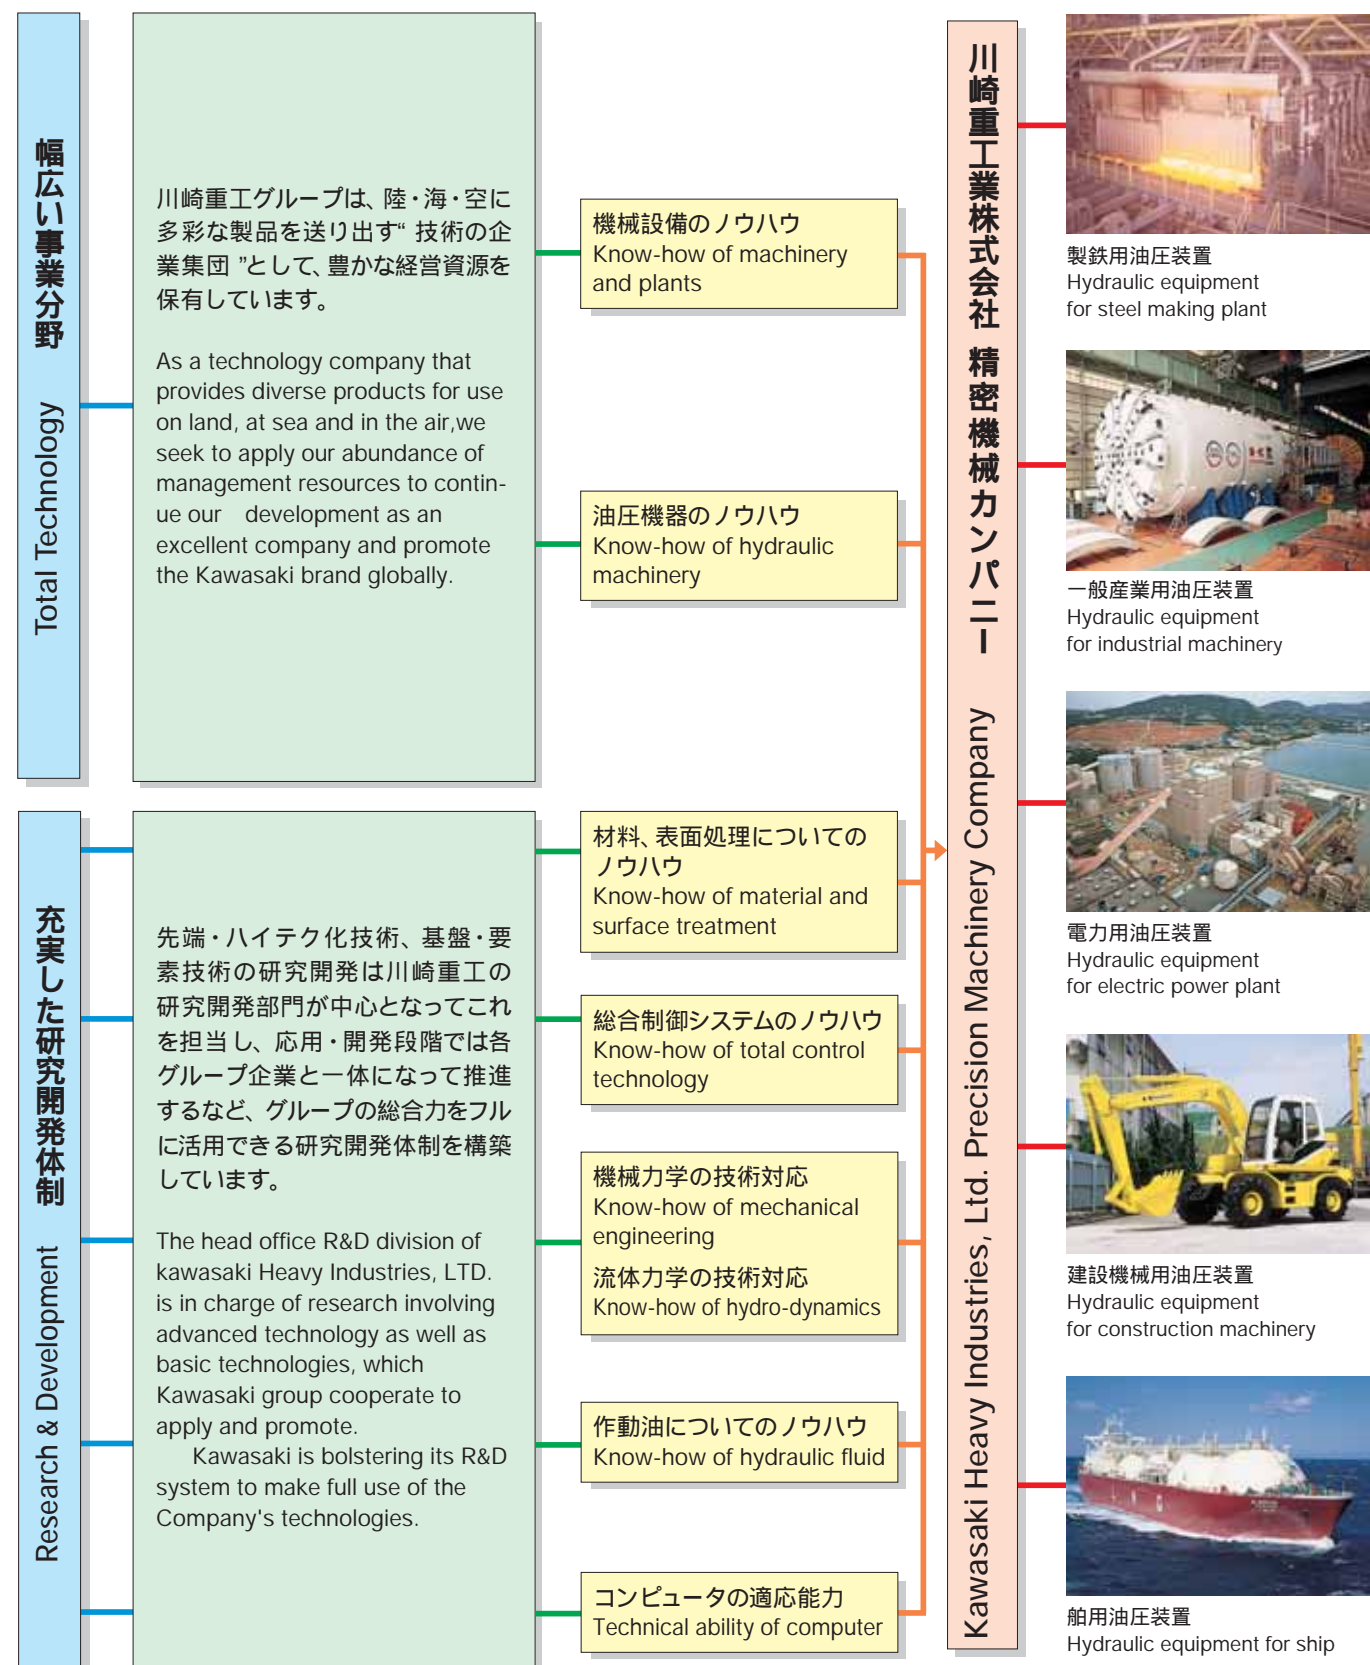 幅広い事業分野 Total Technology
川崎重工グループは、陸・海・空に
多彩な製品を送り出す“ 技術の企
業集団 ”として、豊かな経営資源を
保有しています。
As a technology company that
provides diverse products for use
on land, at sea and in the air,we
seek to apply our abundance of
management resources to contin-
ue our development as an
excellent company and promote
the Kawasaki brand globally.
機械設備のノウハウ
Know-how of machinery
and plants
油圧機器のノウハウ
Know-how of hydraulic
machinery
充実した研究開発体制 Research & Development
先端・ハイテク化技術、基盤・要
素技術の研究開発は川崎重工の
研究開発部門が中心となってこれ
を担当し、応用・開発段階では各
グループ企業と一体になって推進
するなど、グループの総合力をフル
に活用できる研究開発体制を構築
しています。
The head office R&D division of
kawasaki Heavy Industries, LTD.
is in charge of research involving
advanced technology as well as
basic technologies, which
Kawasaki group cooperate to
apply and promote.
Kawasaki is bolstering its R&D
system to make full use of the
Company's technologies.
材料、表面処理についての
ノウハウ
Know-how of material and
surface treatment
総合制御システムのノウハウ
Know-how of total control
technology
機械力学の技術対応
Know-how of mechanical
engineering
流体力学の技術対応
Know-how of hydro-dynamics
作動油についてのノウハウ
Know-how of hydraulic fluid
コンピュータの適応能力
Technical ability of computer
川崎重工業株式会社 精密機械カンパニー Kawasaki Heavy Industries, Ltd. Precision Machinery Company
製鉄用油圧装置
Hydraulic equipment
for steel making plant
一般産業用油圧装置
Hydraulic equipment
for industrial machinery
電力用油圧装置
Hydraulic equipment
for electric power plant
建設機械用油圧装置
Hydraulic equipment
for construction machinery
L N G
舶用油圧装置
Hydraulic equipment for ship